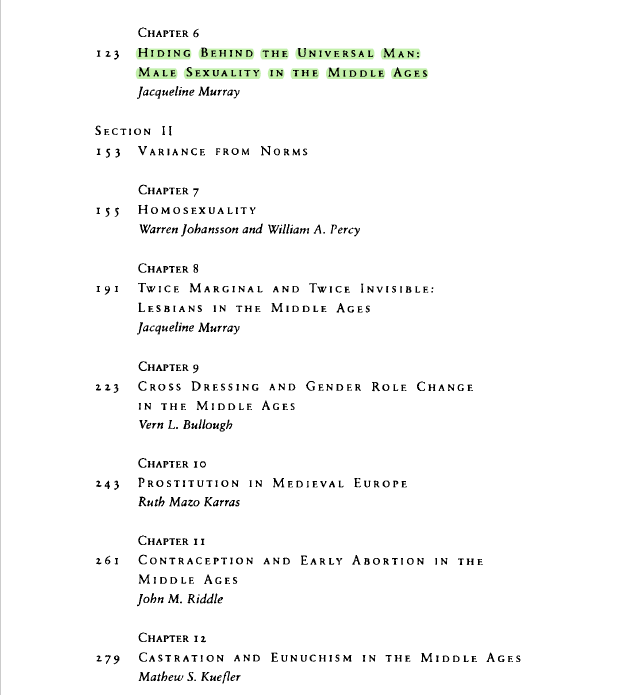 CHAPTER 6
123 HIDING BEHIND THE UNIVERSAL MAN:
MALE SEXUALITY IN THE MIDDLE AGES
Jacqueline Murray
SECTION II
153 VARIANCE FROM NORMS
CHAPTER 7
155 HOMOSEXUALITY
Warren Johansson and William A. Percy
CHAPTER 8
191 TWICE MARGINAL AND TWICE INVISIBLE:
LESBIANS IN THE MIDDLE AGES
Jacqueline Murray
CHAPTER 9
223 CROSS DRESSING AND GENDER ROLE CHANGE
IN THE MIDDLE AGES
Vern L. Bullough
CHAPTER 10
243 PROSTITUTION IN MEDIEVAL EUROPE
Ruth Mazo Karras
CHAPTER 11
261 CONTRACEPTION AND EARLY ABORTION IN THE
MIDDLE AGES
John M. Riddle
CHAPTER 12
279 CASTRATION AND EUNUCHISM IN THE MIDDLE AGES
Mathew S. Kuefler